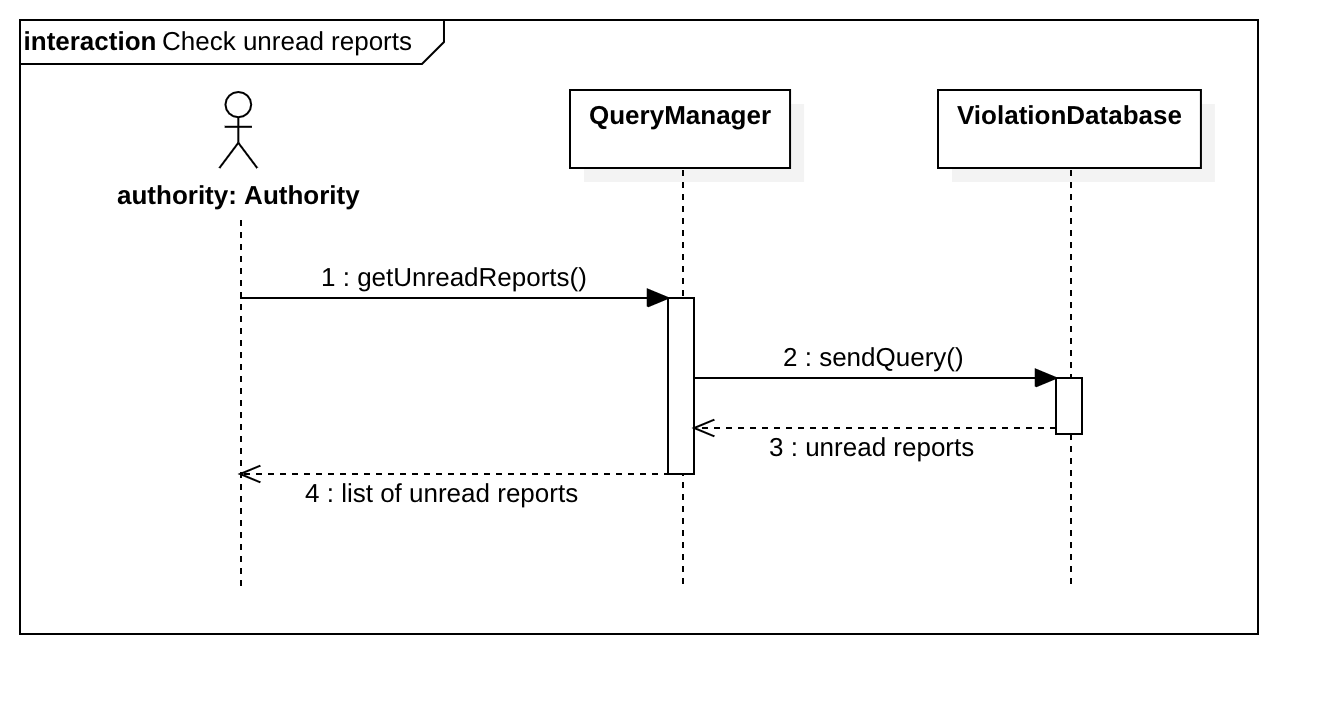 interaction Check unread reports
QueryManager
ViolationDatabase
authority: Authority
1 : getUnreadReports()
2 : sendQuery()
3 : unread reports
4 : list of unread reports